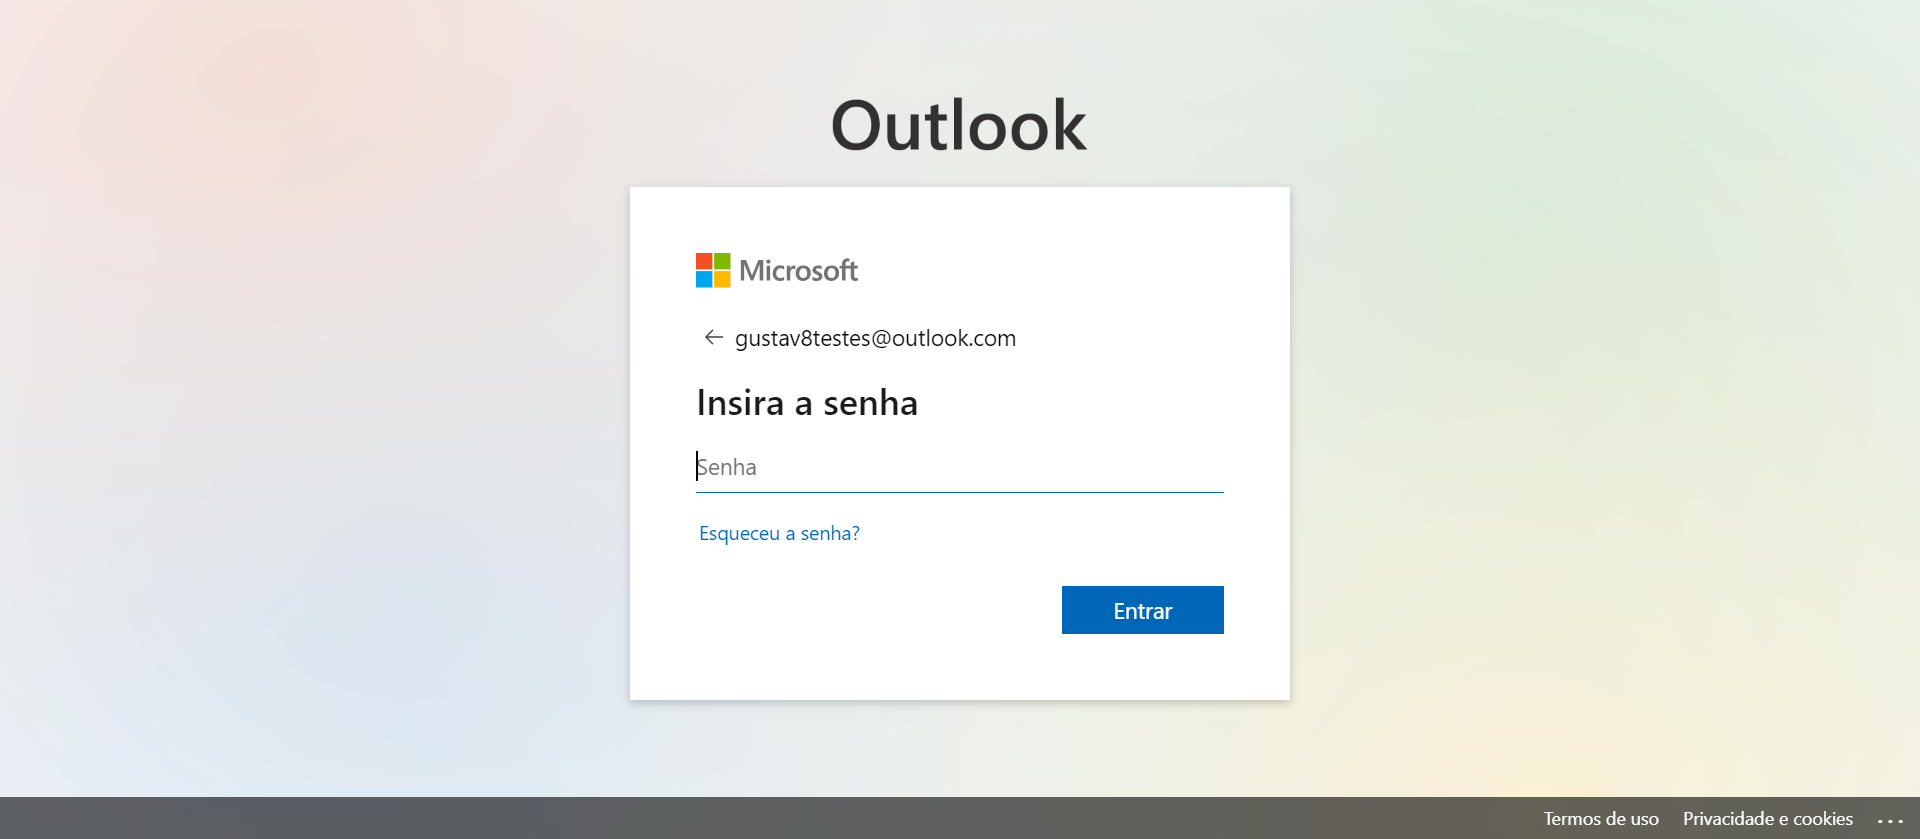 Outlook
Microsoft
gustav8testes@outlook.com
Insira a senha
Senha
Esqueceu a senha?
Entrar
Termos de uso Privacidade e cookies ...